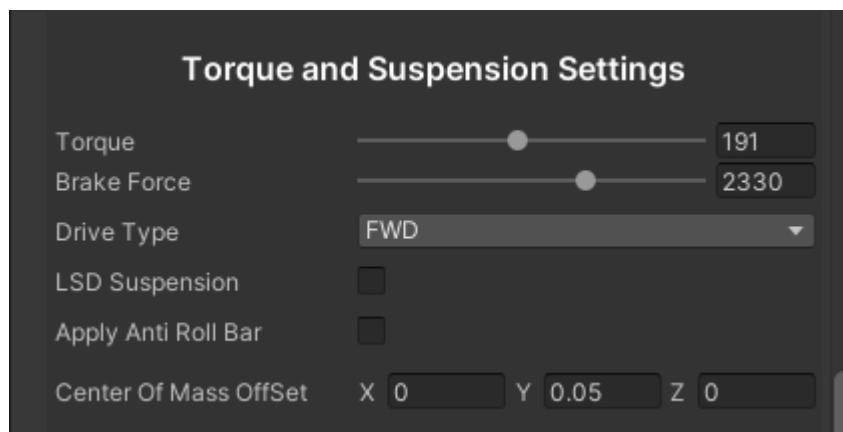 Torque and Suspension Settings
Torque 191
Brake Force 2330
Drive Type FWD
LSD Suspension
Apply Anti Roll Bar
Center Of Mass OffSet X 0 Y 0.05 Z 0